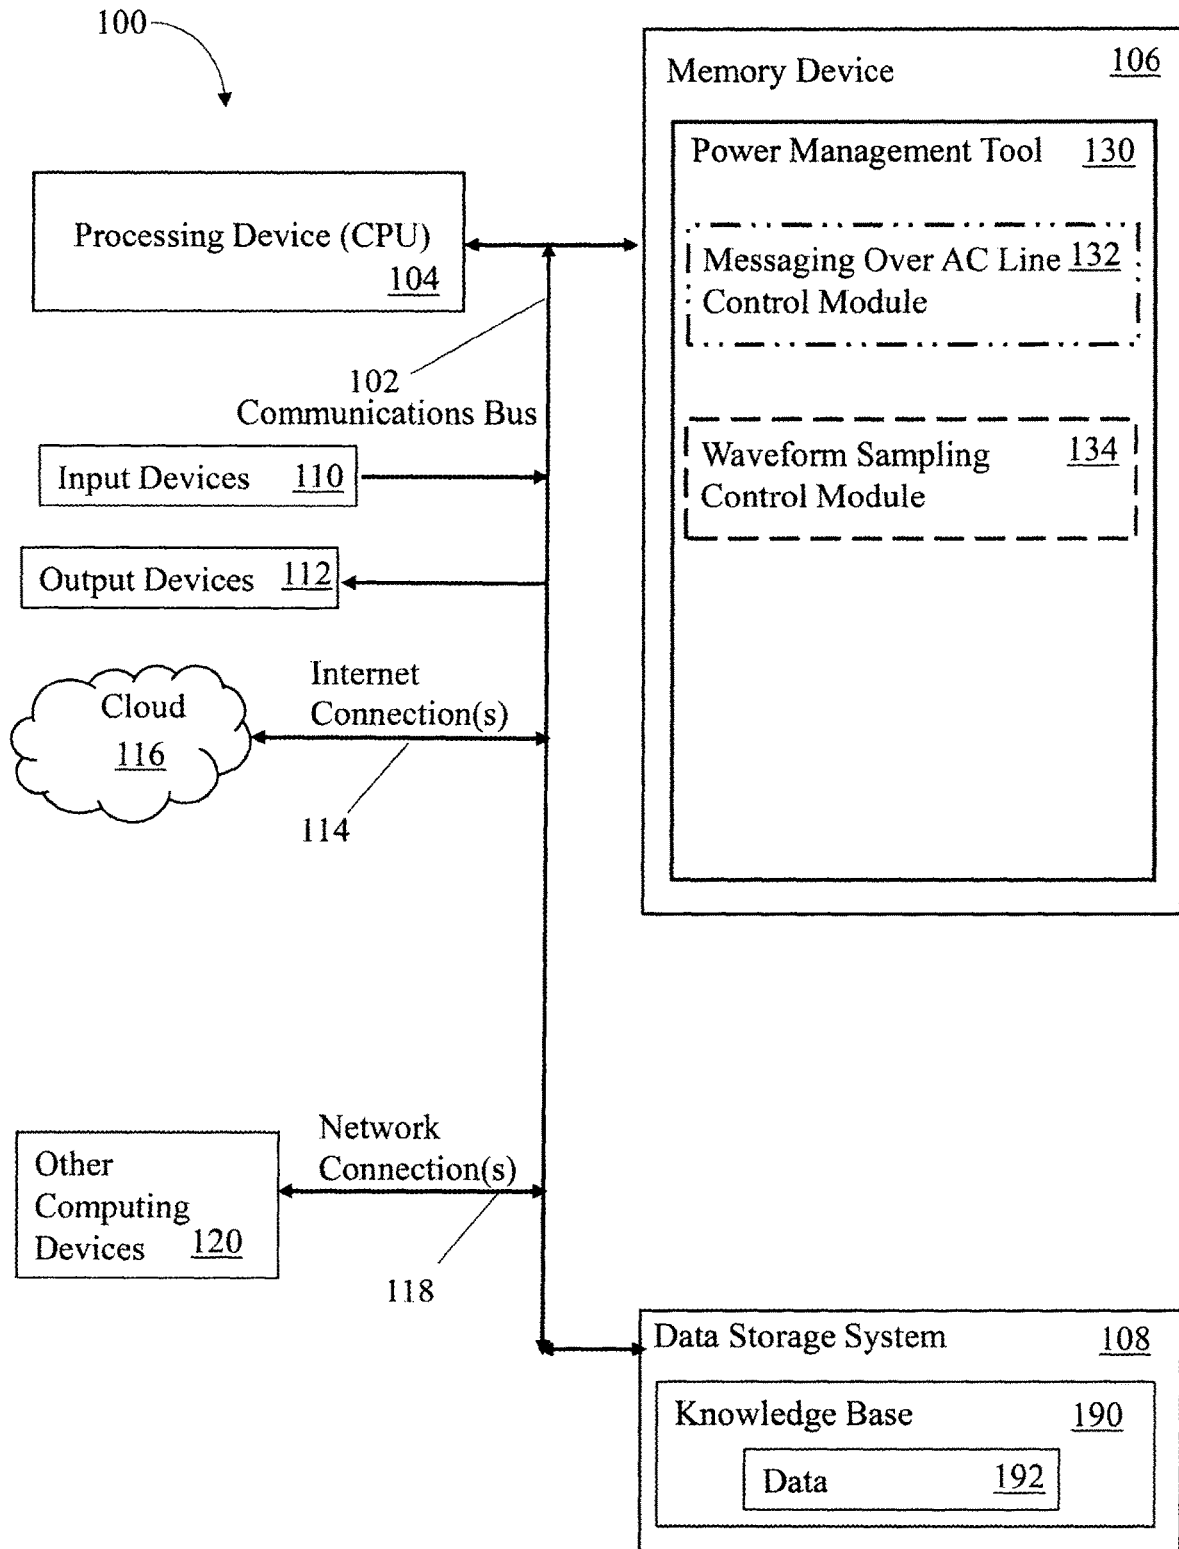 100
Memory Device 106
Power Management Tool 130
Processing Device (CPU)
104
Messaging Over AC Line 132
Control Module
102
Communications Bus
Waveform Sampling 134
Control Module
Input Devices 110
Output Devices 112
Internet
Connection(s)
Cloud
116
114
Network
Connection(s)
Other
Computing
Devices 120
118
Data Storage System 108
Knowledge Base 190
Data 192